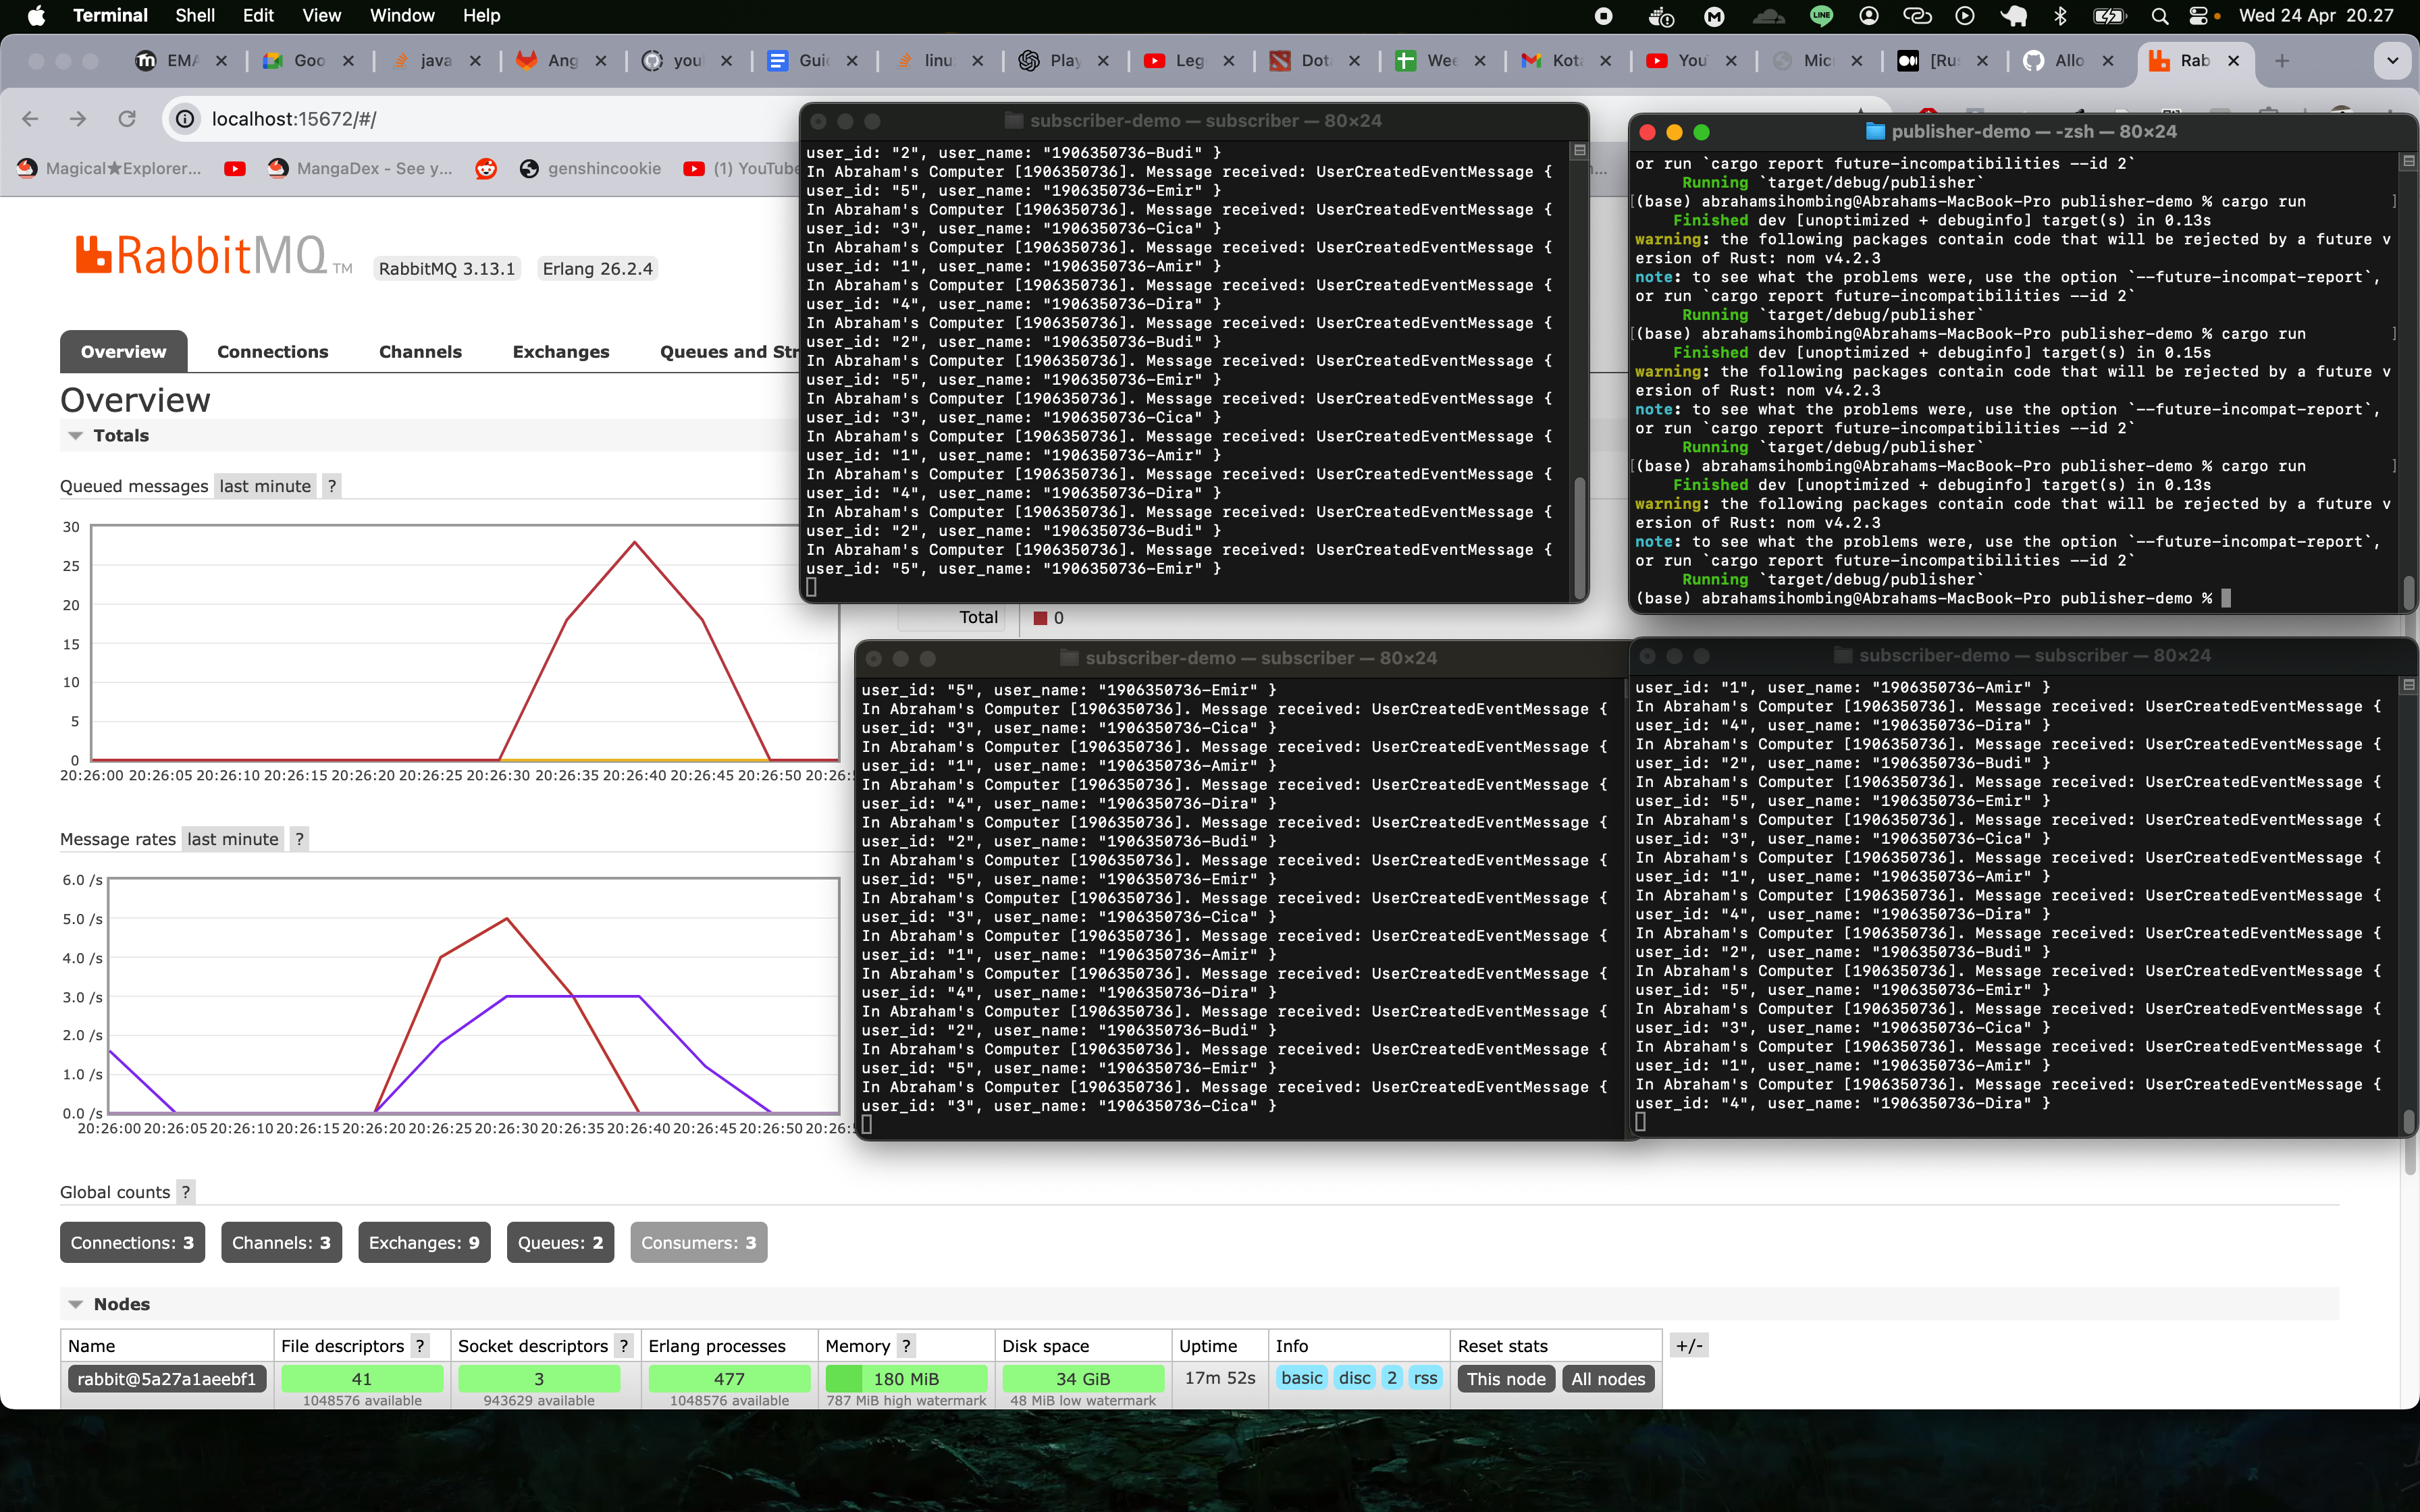 Terminal Shell Edit View Window Help
Wed 24 Apr 20.27
EMA
Goo
java
Ang
you
Guid
linu
Play
Leg
Dot
Wee
Kot
You
Mic
[Ru
Allo
Rab
localhost:15672/#/
Magical★Explorer...
MangaDex - See y...
genshincookie
(1) YouTube
RabbitMQ TM
RabbitMQ 3.13.1
Erlang 26.2.4
Overview
Connections
Channels
Exchanges
Queues and Str
Overview
Totals
Queued messages last minute ?
30
25
20
15
10
5
0
20:26:00 20:26:05 20:26:10 20:26:15 20:26:20 20:26:25 20:26:30 20:26:35 20:26:40 20:26:45 20:26:50 20:26:5
Total
0
Message rates last minute ?
6.0 /s
5.0 /s
4.0 /s
3.0 /s
2.0 /s
1.0 /s
0.0 /s
20:26:00 20:26:05 20:26:10 20:26:15 20:26:20 20:26:25 20:26:30 20:26:35 20:26:40 20:26:45 20:26:50 20:26:5
Global counts ?
Connections: 3
Channels: 3
Exchanges: 9
Queues: 2
Consumers: 3
Nodes
Name File descriptors ? Socket descriptors ? Erlang processes Memory ? Disk space Uptime Info Reset stats +/-
rabbit@5a27a1aeebf1 41 3 477 180 MiB 34 GiB 17m 52s basic disc 2 rss This node All nodes
1048576 available 943629 available 1048576 available 787 MiB high watermark 48 MiB low watermark
subscriber-demo — subscriber — 80×24
user_id: "2", user_name: "1906350736-Budi" }
In Abraham's Computer [1906350736]. Message received: UserCreatedEventMessage {
user_id: "5", user_name: "1906350736-Emir" }
In Abraham's Computer [1906350736]. Message received: UserCreatedEventMessage {
user_id: "3", user_name: "1906350736-Cica" }
In Abraham's Computer [1906350736]. Message received: UserCreatedEventMessage {
user_id: "1", user_name: "1906350736-Amir" }
In Abraham's Computer [1906350736]. Message received: UserCreatedEventMessage {
user_id: "4", user_name: "1906350736-Dira" }
In Abraham's Computer [1906350736]. Message received: UserCreatedEventMessage {
user_id: "2", user_name: "1906350736-Budi" }
In Abraham's Computer [1906350736]. Message received: UserCreatedEventMessage {
user_id: "5", user_name: "1906350736-Emir" }
In Abraham's Computer [1906350736]. Message received: UserCreatedEventMessage {
user_id: "3", user_name: "1906350736-Cica" }
In Abraham's Computer [1906350736]. Message received: UserCreatedEventMessage {
user_id: "1", user_name: "1906350736-Amir" }
In Abraham's Computer [1906350736]. Message received: UserCreatedEventMessage {
user_id: "4", user_name: "1906350736-Dira" }
In Abraham's Computer [1906350736]. Message received: UserCreatedEventMessage {
user_id: "2", user_name: "1906350736-Budi" }
In Abraham's Computer [1906350736]. Message received: UserCreatedEventMessage {
user_id: "5", user_name: "1906350736-Emir" }
publisher-demo — -zsh — 80×24
or run `cargo report future-incompatibilities --id 2`
Running `target/debug/publisher`
[(base) abrahamsihombing@Abrahams-MacBook-Pro publisher-demo % cargo run ]
Finished dev [unoptimized + debuginfo] target(s) in 0.13s
warning: the following packages contain code that will be rejected by a future v
ersion of Rust: nom v4.2.3
note: to see what the problems were, use the option `--future-incompat-report`,
or run `cargo report future-incompatibilities --id 2`
Running `target/debug/publisher`
[(base) abrahamsihombing@Abrahams-MacBook-Pro publisher-demo % cargo run ]
Finished dev [unoptimized + debuginfo] target(s) in 0.15s
warning: the following packages contain code that will be rejected by a future v
ersion of Rust: nom v4.2.3
note: to see what the problems were, use the option `--future-incompat-report`,
or run `cargo report future-incompatibilities --id 2`
Running `target/debug/publisher`
[(base) abrahamsihombing@Abrahams-MacBook-Pro publisher-demo % cargo run ]
Finished dev [unoptimized + debuginfo] target(s) in 0.13s
warning: the following packages contain code that will be rejected by a future v
ersion of Rust: nom v4.2.3
note: to see what the problems were, use the option `--future-incompat-report`,
or run `cargo report future-incompatibilities --id 2`
Running `target/debug/publisher`
(base) abrahamsihombing@Abrahams-MacBook-Pro publisher-demo %
subscriber-demo — subscriber — 80×24
user_id: "5", user_name: "1906350736-Emir" }
In Abraham's Computer [1906350736]. Message received: UserCreatedEventMessage {
user_id: "3", user_name: "1906350736-Cica" }
In Abraham's Computer [1906350736]. Message received: UserCreatedEventMessage {
user_id: "1", user_name: "1906350736-Amir" }
In Abraham's Computer [1906350736]. Message received: UserCreatedEventMessage {
user_id: "4", user_name: "1906350736-Dira" }
In Abraham's Computer [1906350736]. Message received: UserCreatedEventMessage {
user_id: "2", user_name: "1906350736-Budi" }
In Abraham's Computer [1906350736]. Message received: UserCreatedEventMessage {
user_id: "5", user_name: "1906350736-Emir" }
In Abraham's Computer [1906350736]. Message received: UserCreatedEventMessage {
user_id: "3", user_name: "1906350736-Cica" }
In Abraham's Computer [1906350736]. Message received: UserCreatedEventMessage {
user_id: "1", user_name: "1906350736-Amir" }
In Abraham's Computer [1906350736]. Message received: UserCreatedEventMessage {
user_id: "4", user_name: "1906350736-Dira" }
In Abraham's Computer [1906350736]. Message received: UserCreatedEventMessage {
user_id: "2", user_name: "1906350736-Budi" }
In Abraham's Computer [1906350736]. Message received: UserCreatedEventMessage {
user_id: "5", user_name: "1906350736-Emir" }
In Abraham's Computer [1906350736]. Message received: UserCreatedEventMessage {
user_id: "3", user_name: "1906350736-Cica" }
subscriber-demo — subscriber — 80×24
user_id: "1", user_name: "1906350736-Amir" }
In Abraham's Computer [1906350736]. Message received: UserCreatedEventMessage {
user_id: "4", user_name: "1906350736-Dira" }
In Abraham's Computer [1906350736]. Message received: UserCreatedEventMessage {
user_id: "2", user_name: "1906350736-Budi" }
In Abraham's Computer [1906350736]. Message received: UserCreatedEventMessage {
user_id: "5", user_name: "1906350736-Emir" }
In Abraham's Computer [1906350736]. Message received: UserCreatedEventMessage {
user_id: "3", user_name: "1906350736-Cica" }
In Abraham's Computer [1906350736]. Message received: UserCreatedEventMessage {
user_id: "1", user_name: "1906350736-Amir" }
In Abraham's Computer [1906350736]. Message received: UserCreatedEventMessage {
user_id: "4", user_name: "1906350736-Dira" }
In Abraham's Computer [1906350736]. Message received: UserCreatedEventMessage {
user_id: "2", user_name: "1906350736-Budi" }
In Abraham's Computer [1906350736]. Message received: UserCreatedEventMessage {
user_id: "5", user_name: "1906350736-Emir" }
In Abraham's Computer [1906350736]. Message received: UserCreatedEventMessage {
user_id: "3", user_name: "1906350736-Cica" }
In Abraham's Computer [1906350736]. Message received: UserCreatedEventMessage {
user_id: "1", user_name: "1906350736-Amir" }
In Abraham's Computer [1906350736]. Message received: UserCreatedEventMessage {
user_id: "4", user_name: "1906350736-Dira" }